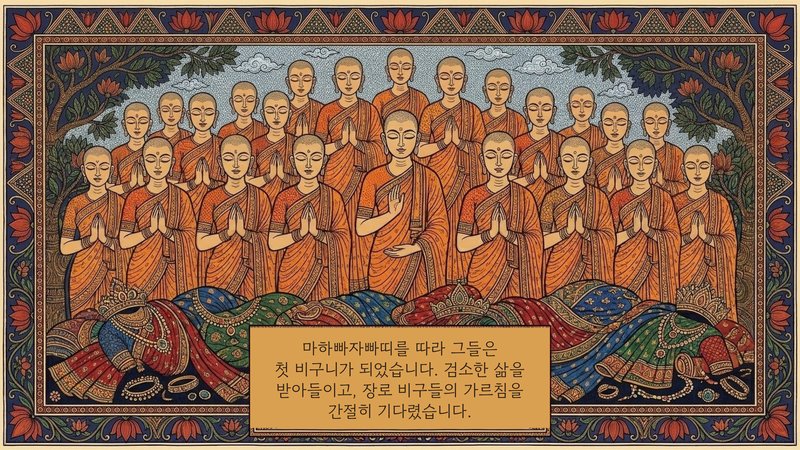 마하빠자빠띠를 따라 그들은
첫 비구니가 되었습니다. 검소한 삶을
받아들이고, 장로 비구들의 가르침을
간절히 기다렸습니다.